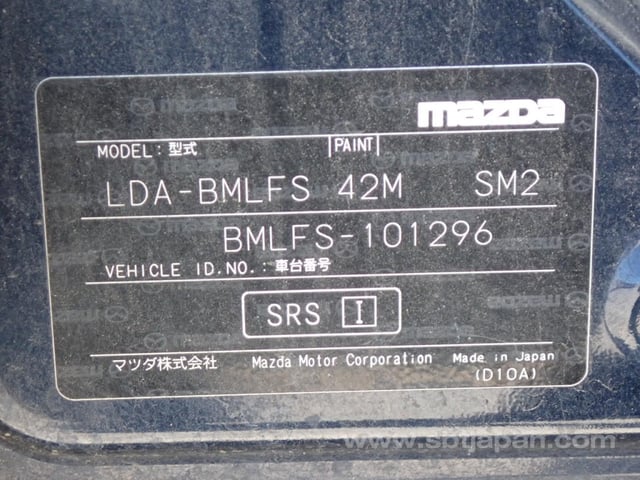 mazda
MODEL: 型式 PAINT
LDA-BMLFS 42M SM2
BMLFS-101296
VEHICLE ID.NO.: 車台番号
SRS I
マツダ株式会社 Mazda Motor Corporation Made in Japan
(D10A)
www.sbtjapan.com